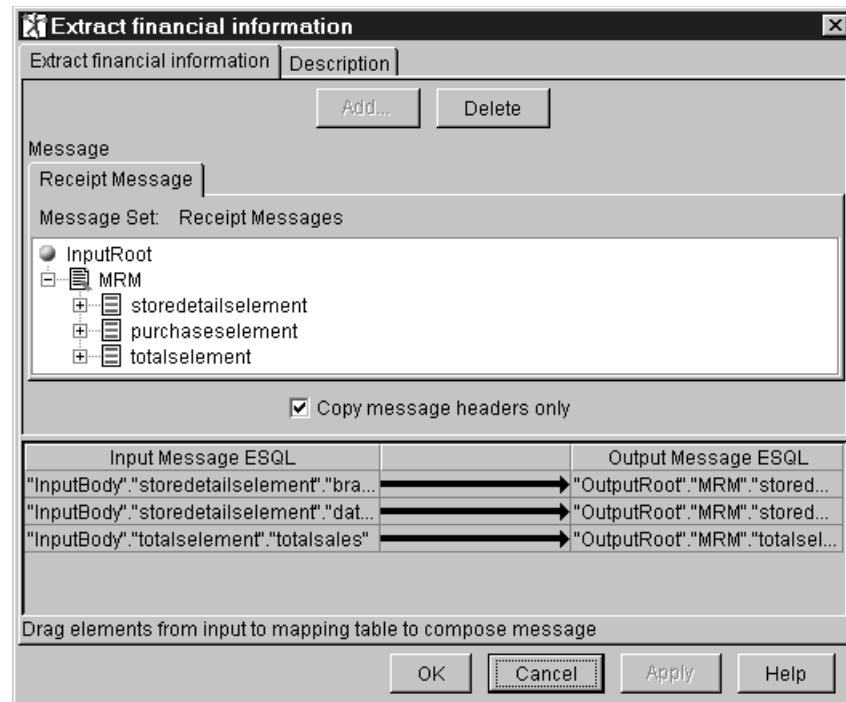 Extract financial information
Extract financial information Description
Add... Delete
Message
Receipt Message
Message Set: Receipt Messages
InputRoot
MRM
storedetailselement
purchaseselement
totalselement
Copy message headers only
Input Message ESQL Output Message ESQL
"InputBody"."storedetailselement"."bra... "OutputRoot"."MRM"."stored...
"InputBody"."storedetailselement"."dat... "OutputRoot"."MRM"."stored...
"InputBody"."totalselement"."totalsales" "OutputRoot"."MRM"."totalsel...
Drag elements from input to mapping table to compose message
OK Cancel Apply Help